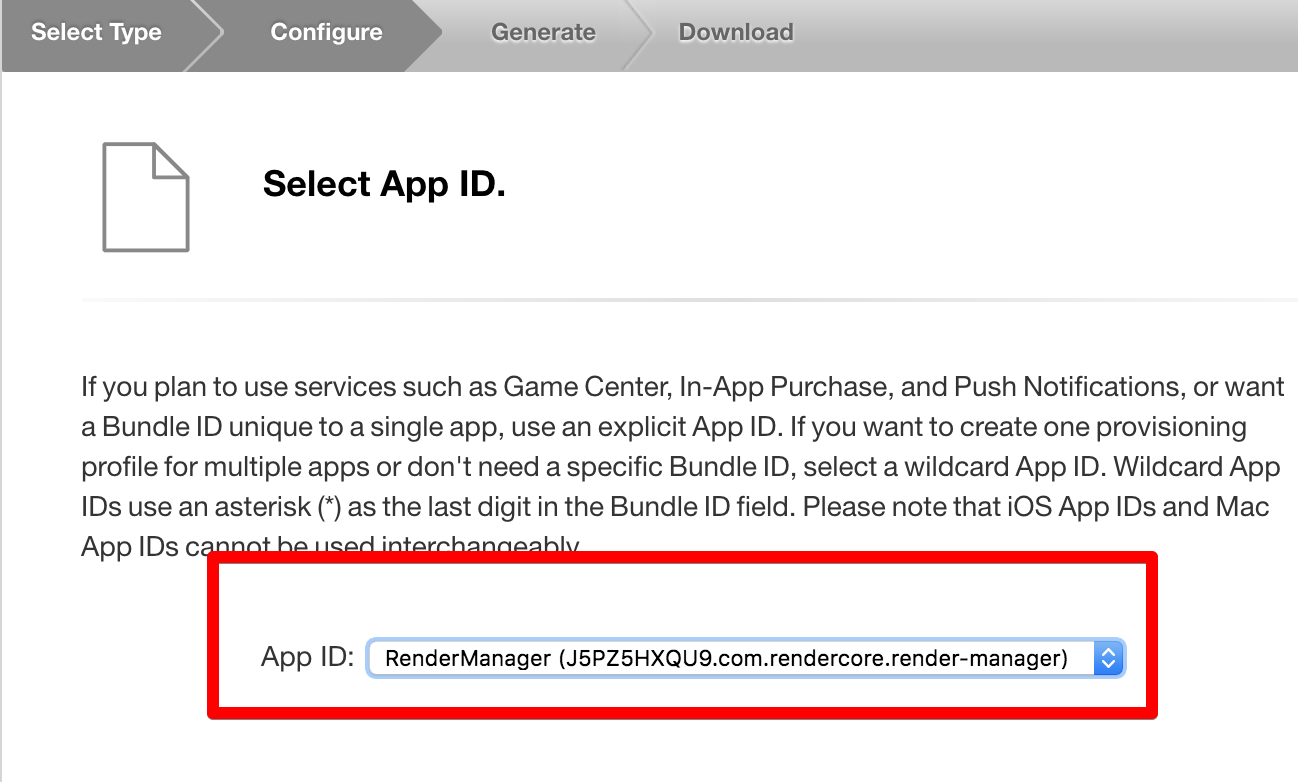 Select Type
Configure
Generate
Download
Select App ID.
If you plan to use services such as Game Center, In-App Purchase, and Push Notifications, or want
a Bundle ID unique to a single app, use an explicit App ID. If you want to create one provisioning
profile for multiple apps or don't need a specific Bundle ID, select a wildcard App ID. Wildcard App
IDs use an asterisk (*) as the last digit in the Bundle ID field. Please note that iOS App IDs and Mac
App IDs cannot be used interchangeably.
App ID: RenderManager (J5PZ5HXQU9.com.rendercore.render-manager)